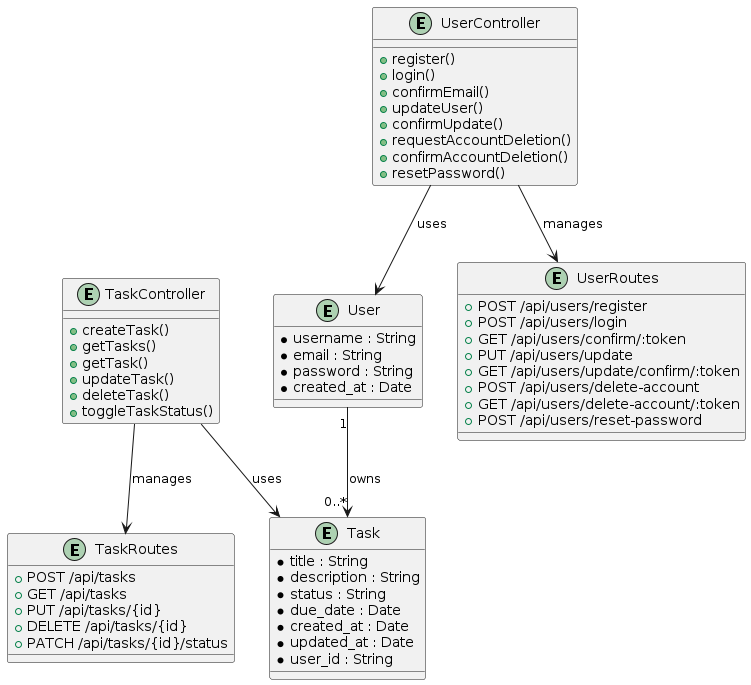 E UserController
register()
login()
confirmEmail()
updateUser()
confirmUpdate()
requestAccountDeletion()
confirmAccountDeletion()
resetPassword()
uses
manages
E TaskController
createTask()
getTasks()
getTask()
updateTask()
deleteTask()
toggleTaskStatus()
E User
username : String
email : String
password : String
created_at : Date
E UserRoutes
POST /api/users/register
POST /api/users/login
GET /api/users/confirm/:token
PUT /api/users/update
GET /api/users/update/confirm/:token
POST /api/users/delete-account
GET /api/users/delete-account/:token
POST /api/users/reset-password
manages
uses
1
owns
0..*
E TaskRoutes
POST /api/tasks
GET /api/tasks
PUT /api/tasks/{id}
DELETE /api/tasks/{id}
PATCH /api/tasks/{id}/status
E Task
title : String
description : String
status : String
due_date : Date
created_at : Date
updated_at : Date
user_id : String